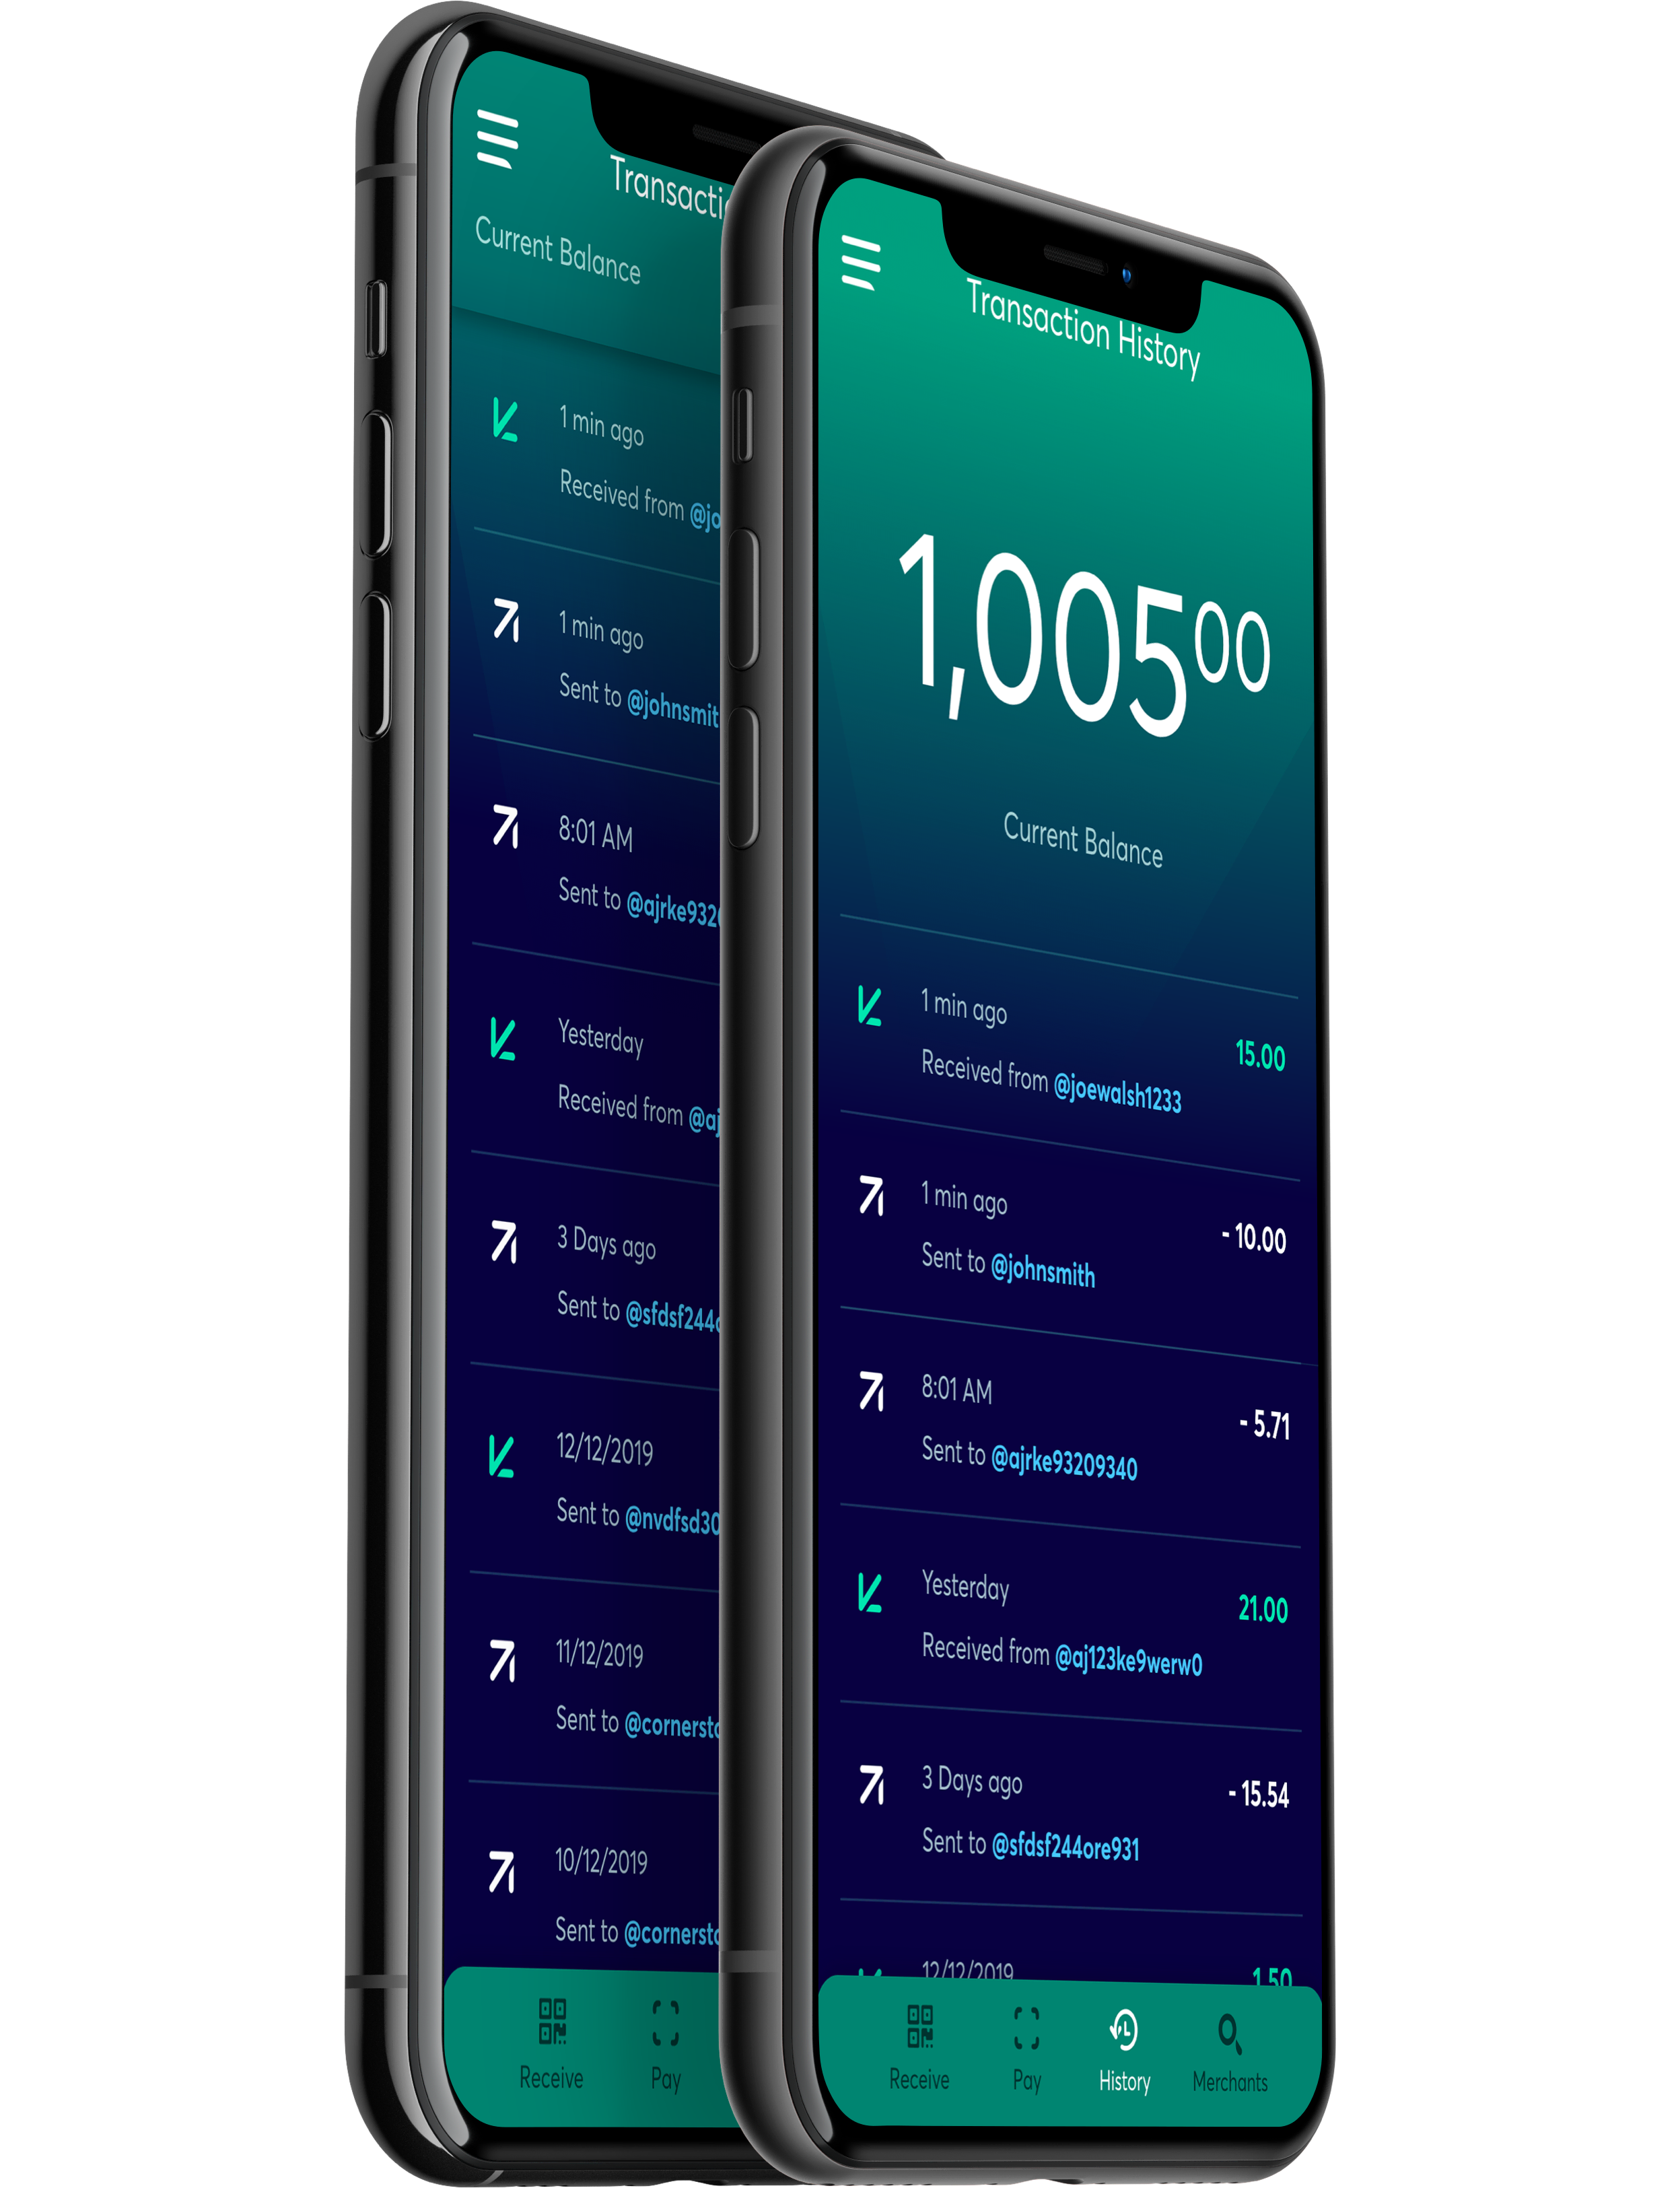 Transaction
Current Balance
1 min ago
Received from @jo
1 min ago
Sent to @johnsmit
8:01 AM
Sent to @ajrke932
Yesterday
Received from @aj
3 Days ago
Sent to @sfdsf244
12/12/2019
Sent to @nvdfsd30
11/12/2019
Sent to @cornersto
10/12/2019
Sent to @cornersto
Receive
Pay
Transaction History
1,00500
Current Balance
1 min ago
15.00
Received from @joewalsh1233
1 min ago
- 10.00
Sent to @johnsmith
8:01 AM
- 5.71
Sent to @ajrke93209340
Yesterday
21.00
Received from @aj123ke9werw0
3 Days ago
- 15.54
Sent to @sfdsf244ore931
12/12/2019
1.50
Receive
Pay
History
Merchants